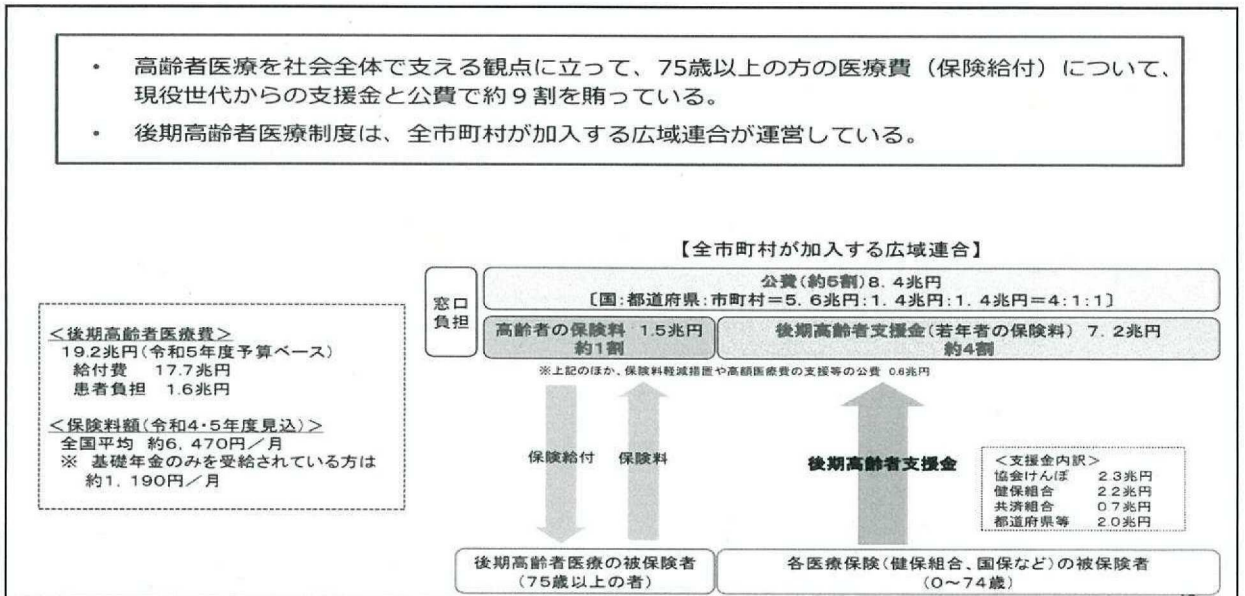 ・ 高齢者医療を社会全体で支える観点に立って、75歳以上の方の医療費（保険給付）について、
現役世代からの支援金と公費で約９割を賄っている。
・ 後期高齢者医療制度は、全市町村が加入する広域連合が運営している。
【全市町村が加入する広域連合】
窓口
負担
公費(約5割)8.4兆円
［国:都道府県:市町村＝5.6兆円:1.4兆円:1.4兆円＝4:1:1］
高齢者の保険料 1.5兆円
約1割
後期高齢者支援金(若年者の保険料) 7.2兆円
約4割
※上記のほか、保険料軽減措置や高額医療費の支援等の公費 0.6兆円
＜後期高齢者医療費＞
19.2兆円(令和5年度予算ベース)
給付費 17.7兆円
患者負担 1.6兆円
＜保険料額(令和4・5年度見込)＞
全国平均 約6,470円／月
※ 基礎年金のみを受給されている方は
約1,190円／月
保険給付
保険料
後期高齢者支援金
＜支援金内訳＞
協会けんぽ 2.3兆円
健保組合 2.2兆円
共済組合 0.7兆円
都道府県等 2.0兆円
後期高齢者医療の被保険者
(75歳以上の者)
各医療保険(健保組合、国保など)の被保険者
(0～74歳)